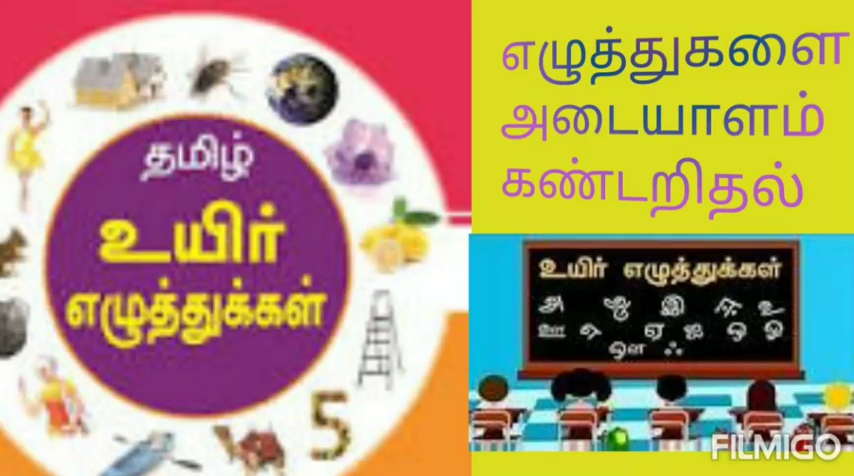 தமிழ்
உயிர்
எழுத்துக்கள்
5
எழுத்துகளை
அடையாளம்
கண்டறிதல்
உயிர் எழுத்துக்கள்
அ ஆ இ ஈ உ
ஊ எ ஏ ஐ ஒ ஓ
ஔ ஃ
FILMIGO